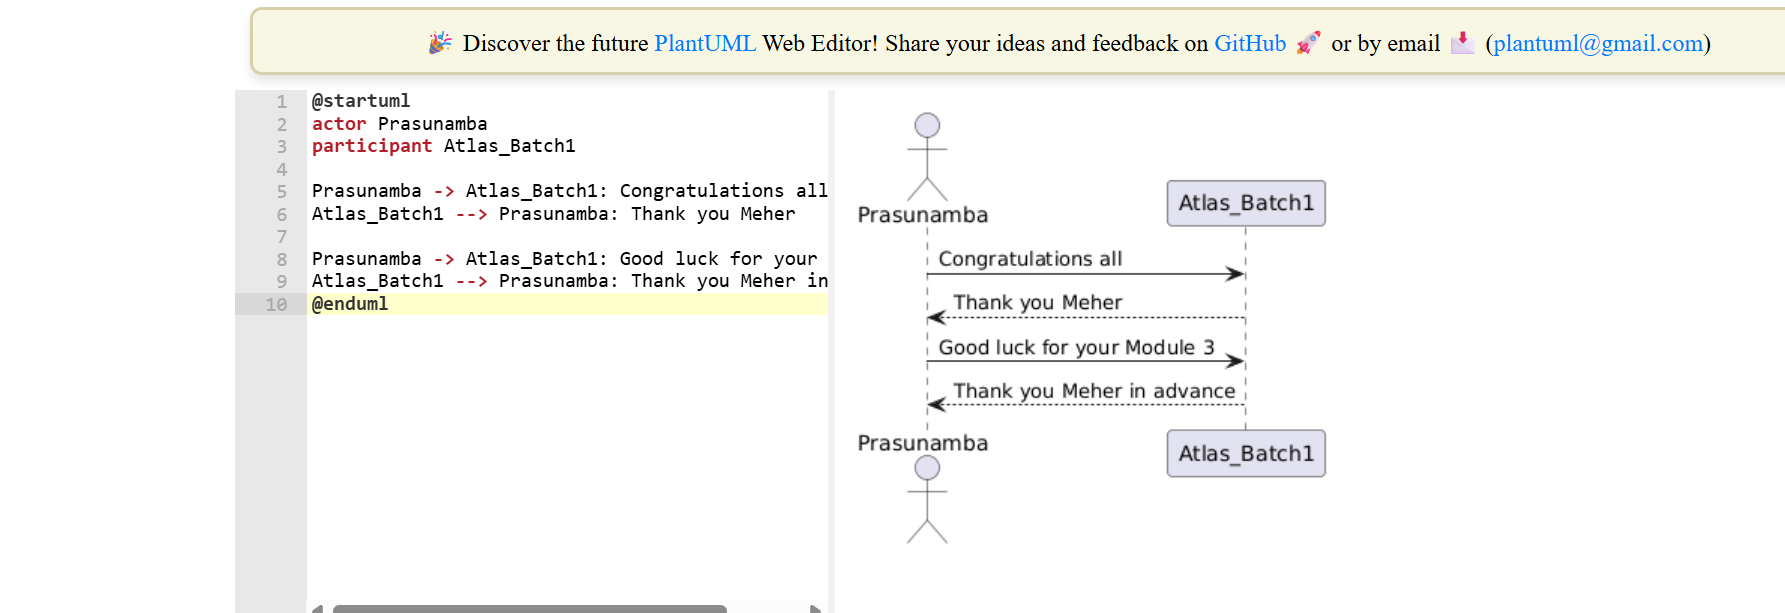 🎉 Discover the future PlantUML Web Editor! Share your ideas and feedback on GitHub 🚀 or by email 📩 (plantuml@gmail.com)
1 @startuml
2 actor Prasunamba
3 participant Atlas_Batch1
4
5 Prasunamba -> Atlas_Batch1: Congratulations all
6 Atlas_Batch1 --> Prasunamba: Thank you Meher
7
8 Prasunamba -> Atlas_Batch1: Good luck for your
9 Atlas_Batch1 --> Prasunamba: Thank you Meher in
10 @enduml
Prasunamba
Atlas_Batch1
Congratulations all
Thank you Meher
Good luck for your Module 3
Thank you Meher in advance
Prasunamba
Atlas_Batch1